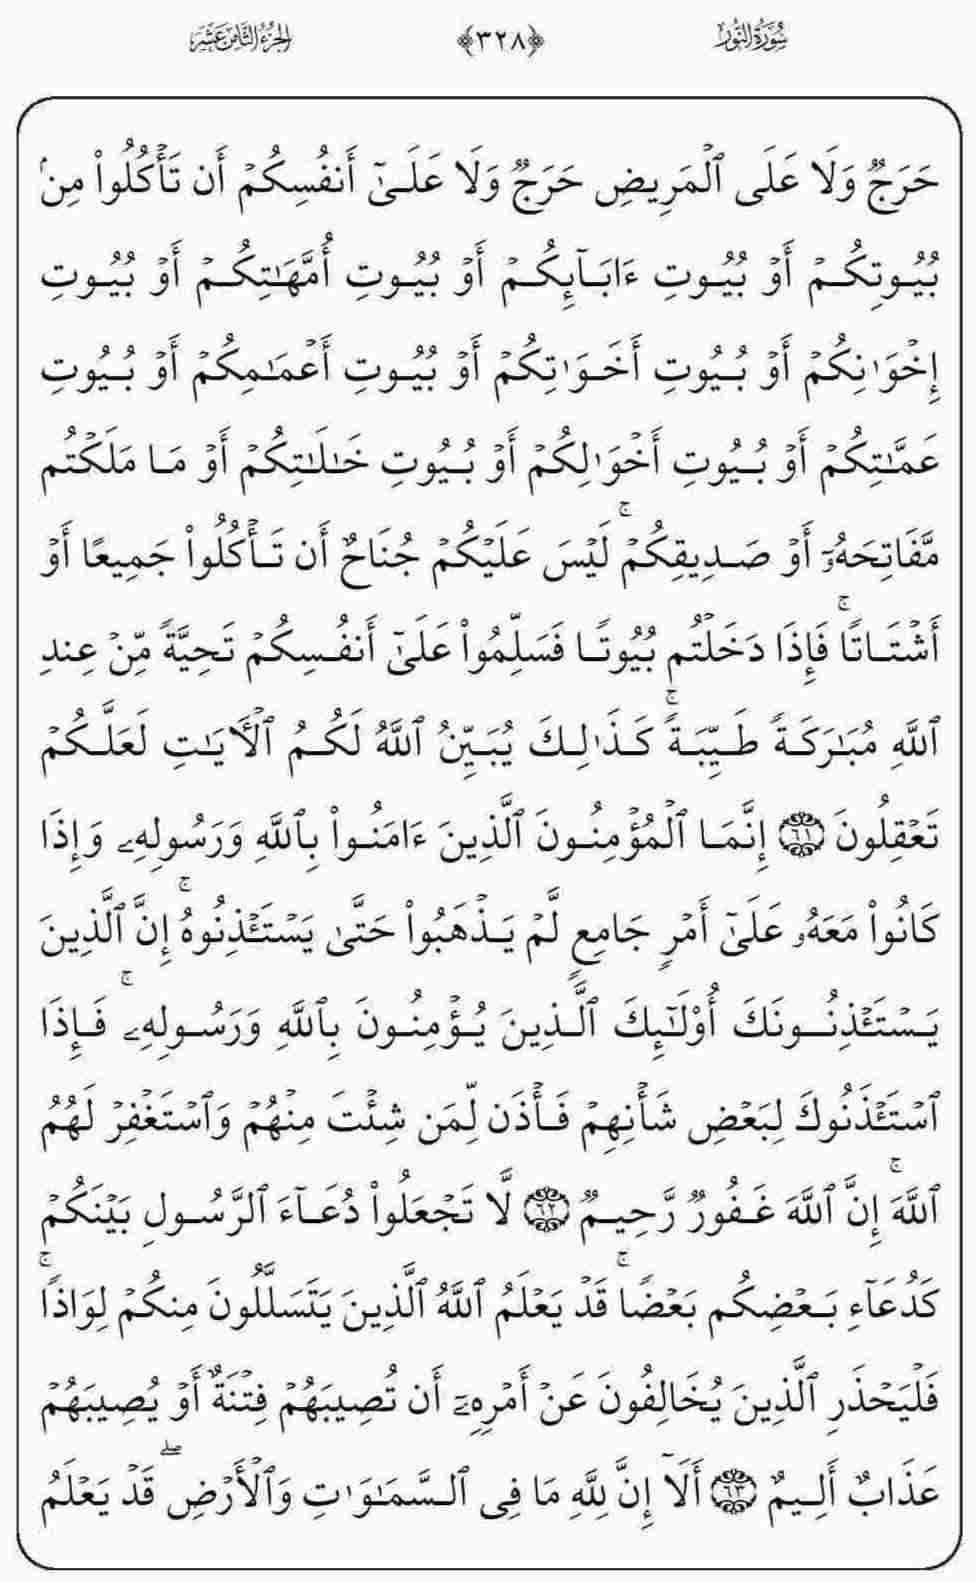 سُورَةُ النُّورِ ﴿٣٢٨﴾ الجُزْءُ الثَّامِنَ عَشَرَ
حَرَجٌ وَلَا عَلَى ٱلْمَرِيضِ حَرَجٌ وَلَا عَلَىٰٓ أَنفُسِكُمْ أَن تَأْكُلُوا۟ مِنۢ
بُيُوتِكُمْ أَوْ بُيُوتِ ءَابَآئِكُمْ أَوْ بُيُوتِ أُمَّهَـٰتِكُمْ أَوْ بُيُوتِ
إِخْوَٰنِكُمْ أَوْ بُيُوتِ أَخَوَٰتِكُمْ أَوْ بُيُوتِ أَعْمَـٰمِكُمْ أَوْ بُيُوتِ
عَمَّـٰتِكُمْ أَوْ بُيُوتِ أَخْوَٰلِكُمْ أَوْ بُيُوتِ خَـٰلَـٰتِكُمْ أَوْ مَا مَلَكْتُم
مَّفَاتِحَهُۥٓ أَوْ صَدِيقِكُمْ ۚ لَيْسَ عَلَيْكُمْ جُنَاحٌ أَن تَأْكُلُوا۟ جَمِيعًا أَوْ
أَشْتَاتًا ۚ فَإِذَا دَخَلْتُم بُيُوتًا فَسَلِّمُوا۟ عَلَىٰٓ أَنفُسِكُمْ تَحِيَّةً مِّنْ عِندِ
ٱللَّهِ مُبَـٰرَكَةً طَيِّبَةً ۚ كَذَٰلِكَ يُبَيِّنُ ٱللَّهُ لَكُمُ ٱلْـَٔايَـٰتِ لَعَلَّكُمْ
تَعْقِلُونَ ٦١ إِنَّمَا ٱلْمُؤْمِنُونَ ٱلَّذِينَ ءَامَنُوا۟ بِٱللَّهِ وَرَسُولِهِۦ وَإِذَا
كَانُوا۟ مَعَهُۥ عَلَىٰٓ أَمْرٍ جَامِعٍ لَّمْ يَذْهَبُوا۟ حَتَّىٰ يَسْتَـْٔذِنُوهُ ۚ إِنَّ ٱلَّذِينَ
يَسْتَـْٔذِنُونَكَ أُو۟لَـٰٓئِكَ ٱلَّذِينَ يُؤْمِنُونَ بِٱللَّهِ وَرَسُولِهِۦ ۚ فَإِذَا
ٱسْتَـْٔذَنُوكَ لِبَعْضِ شَأْنِهِمْ فَأْذَن لِّمَن شِئْتَ مِنْهُمْ وَٱسْتَغْفِرْ لَهُمُ
ٱللَّهَ ۚ إِنَّ ٱللَّهَ غَفُورٌ رَّحِيمٌ ٦٢ لَّا تَجْعَلُوا۟ دُعَآءَ ٱلرَّسُولِ بَيْنَكُمْ
كَدُعَآءِ بَعْضِكُم بَعْضًا ۚ قَدْ يَعْلَمُ ٱللَّهُ ٱلَّذِينَ يَتَسَلَّلُونَ مِنكُمْ لِوَاذًا ۚ
فَلْيَحْذَرِ ٱلَّذِينَ يُخَالِفُونَ عَنْ أَمْرِهِۦٓ أَن تُصِيبَهُمْ فِتْنَةٌ أَوْ يُصِيبَهُمْ
عَذَابٌ أَلِيمٌ ٦٣ أَلَآ إِنَّ لِلَّهِ مَا فِى ٱلسَّمَـٰوَٰتِ وَٱلْأَرْضِ ۖ قَدْ يَعْلَمُ